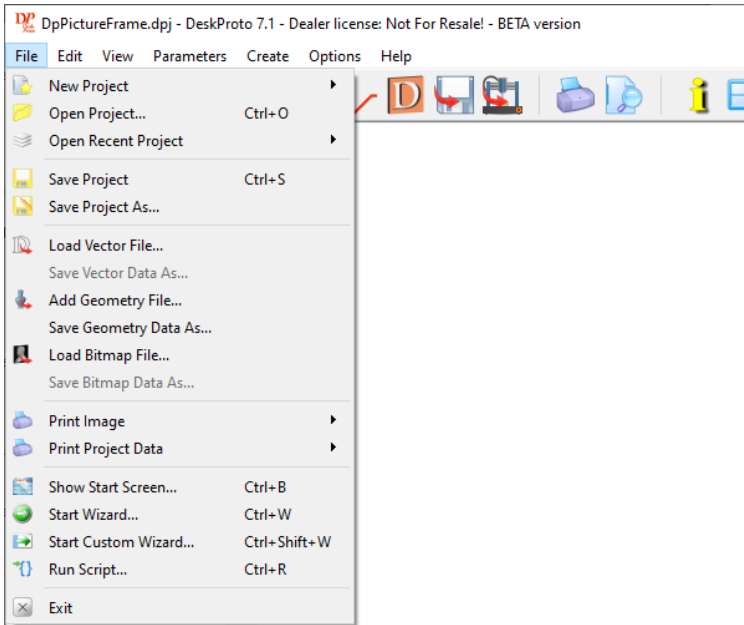 DpPictureFrame.dpj - DeskProto 7.1 - Dealer license: Not For Resale! - BETA version
File Edit View Parameters Create Options Help
New Project
Open Project... Ctrl+O
Open Recent Project
Save Project Ctrl+S
Save Project As...
Load Vector File...
Save Vector Data As...
Add Geometry File...
Save Geometry Data As...
Load Bitmap File...
Save Bitmap Data As...
Print Image
Print Project Data
Show Start Screen... Ctrl+B
Start Wizard... Ctrl+W
Start Custom Wizard... Ctrl+Shift+W
Run Script... Ctrl+R
Exit